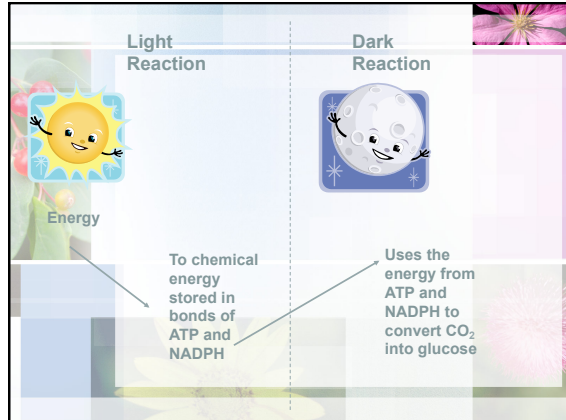 Light
Reaction
Dark
Reaction
Energy
To chemical
energy
stored in
bonds of
ATP and
NADPH
Uses the
energy from
ATP and
NADPH to
convert CO₂
into glucose